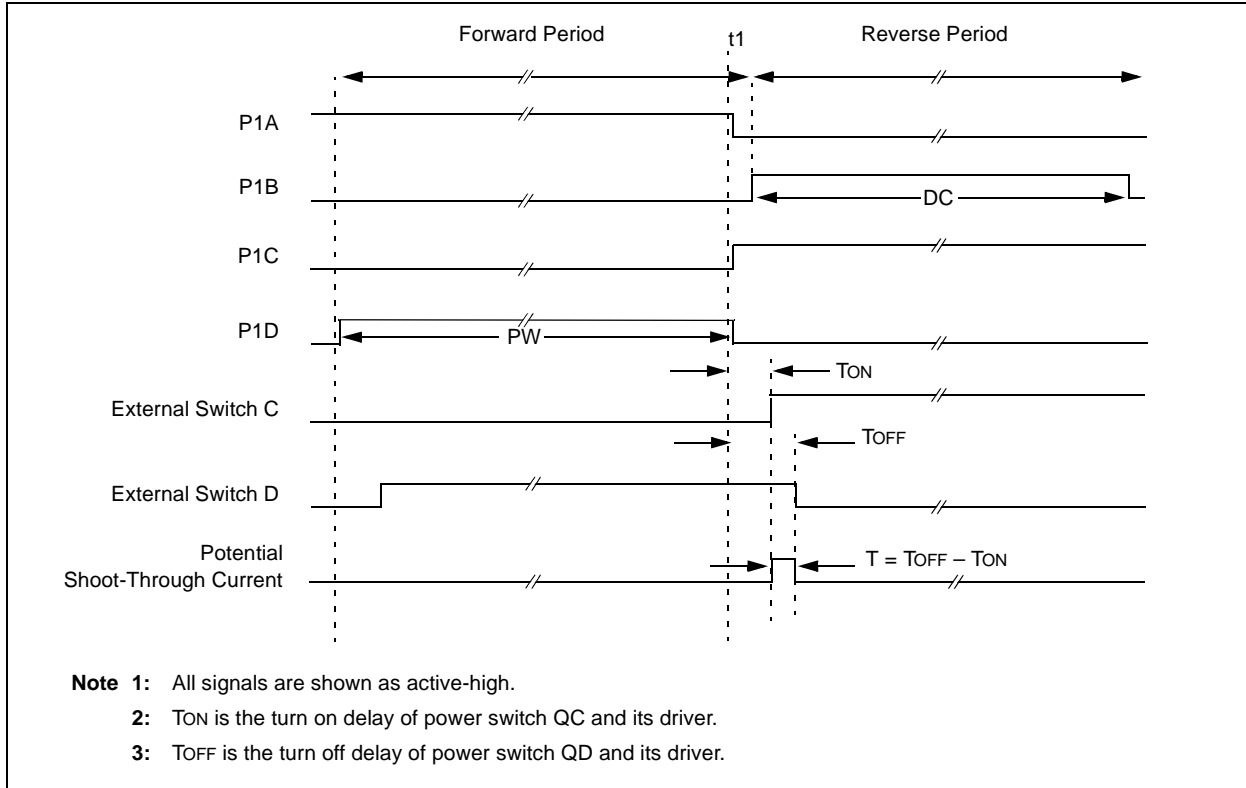 Forward Period
t1
Reverse Period
P1A
P1B
DC
P1C
P1D
PW
TON
External Switch C
TOFF
External Switch D
Potential
Shoot-Through Current
T = TOFF – TON
Note 1: All signals are shown as active-high.
2: TON is the turn on delay of power switch QC and its driver.
3: TOFF is the turn off delay of power switch QD and its driver.